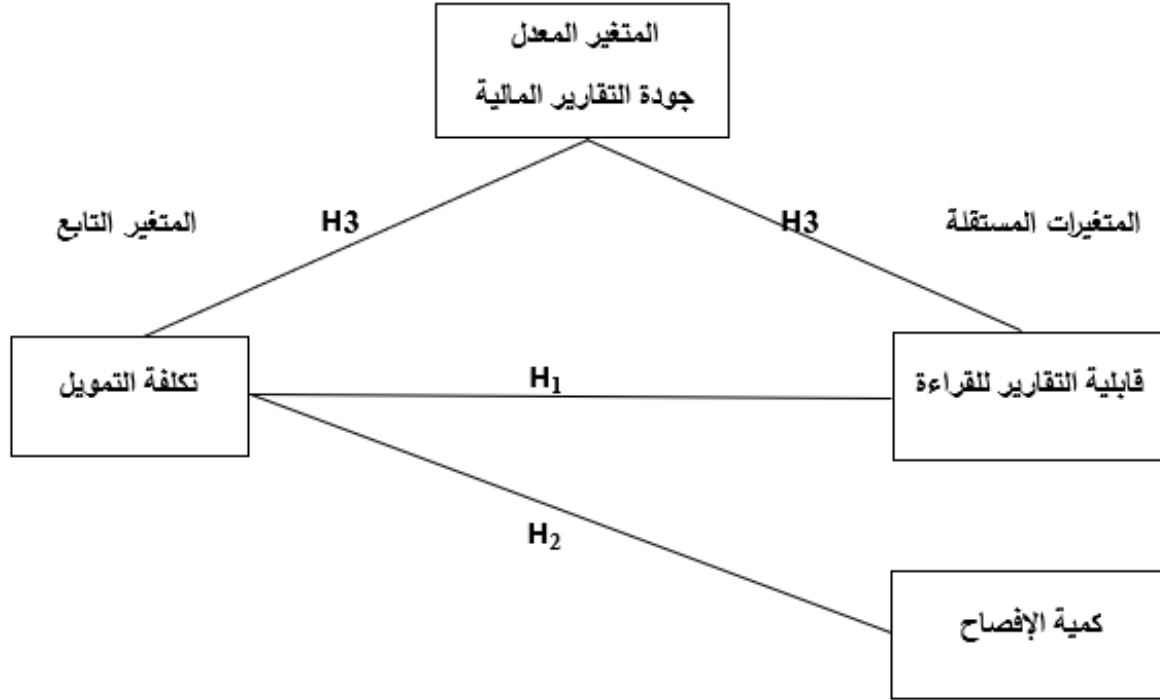 المتغير المعدل
جودة التقارير المالية
المتغيرات المستقلة
H3
H3
المتغير التابع
قابلية التقارير للقراءة
H₁
تكلفة التمويل
H₂
كمية الإفصاح